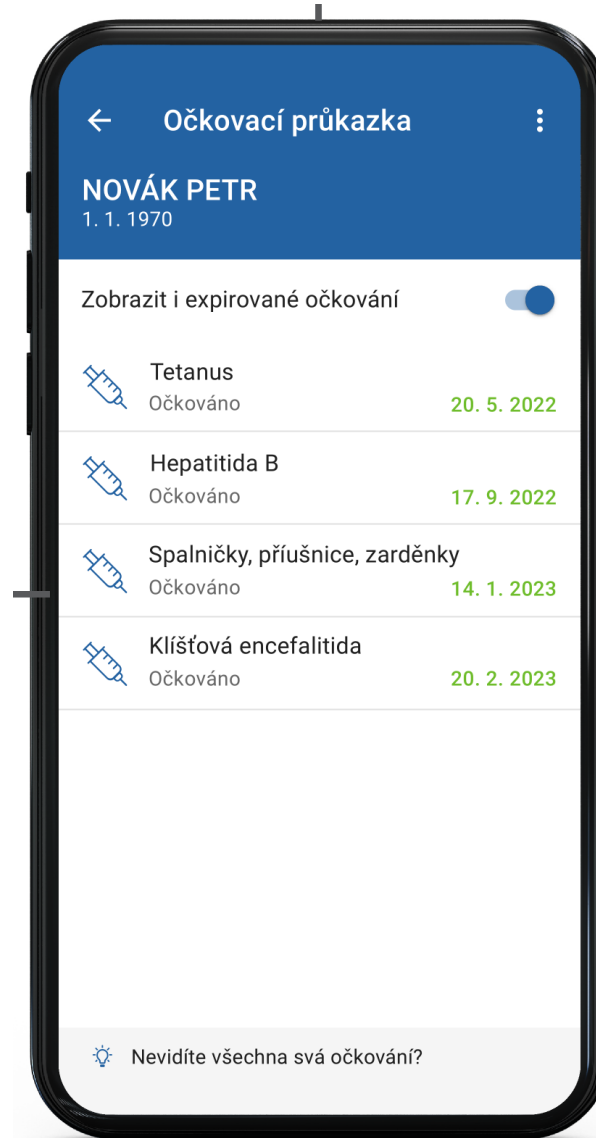 Očkovací průkazka
NOVÁK PETR
1. 1. 1970
Zobrazit i expirované očkování
Tetanus
Očkováno 20. 5. 2022
Hepatitida B
Očkováno 17. 9. 2022
Spalničky, příušnice, zarděnky
Očkováno 14. 1. 2023
Klíšťová encefalitida
Očkováno 20. 2. 2023
Nevidíte všechna svá očkování?